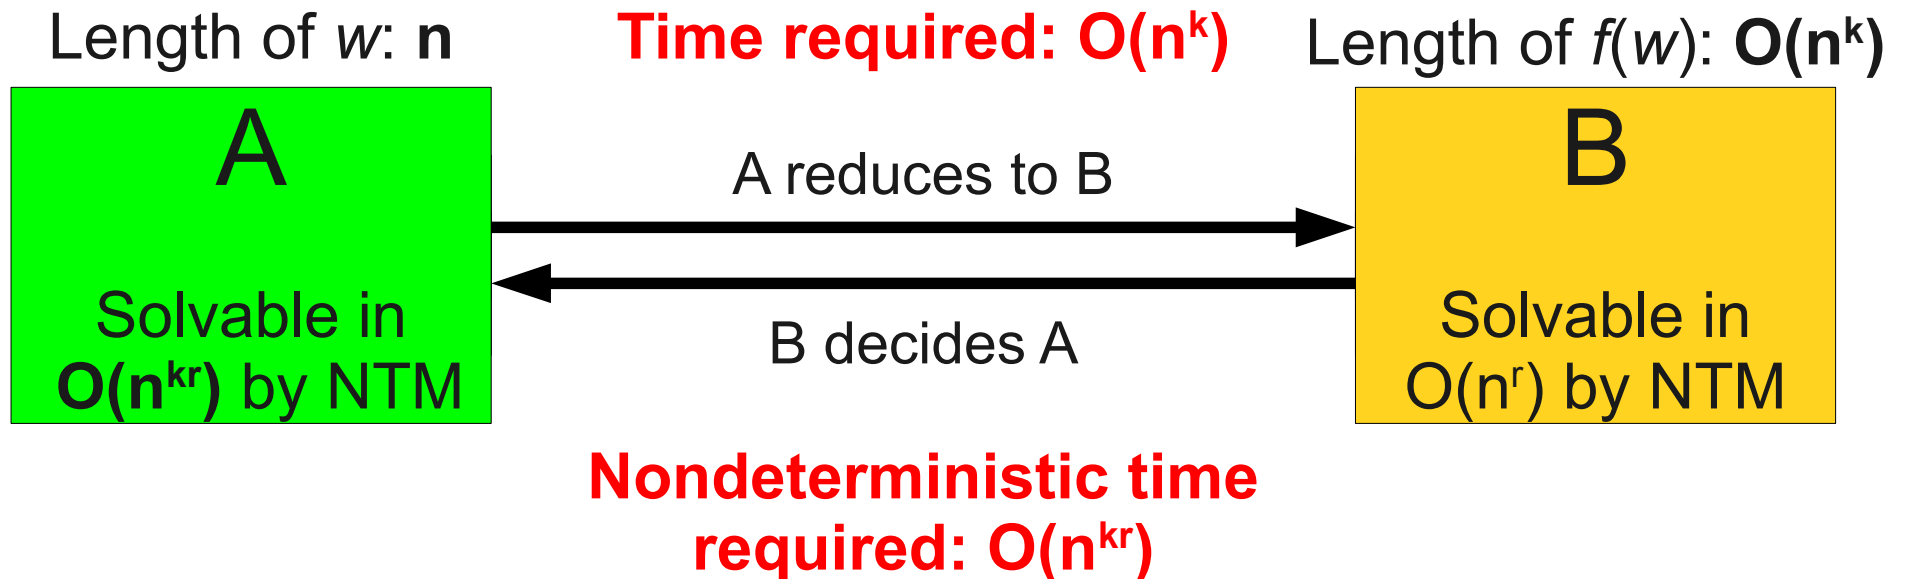 Length of w: n
Time required: O(nᵏ)
Length of f(w): O(nᵏ)
A
B
A reduces to B
Solvable in
O(nᵏʳ) by NTM
B decides A
Solvable in
O(nʳ) by NTM
Nondeterministic time
required: O(nᵏʳ)